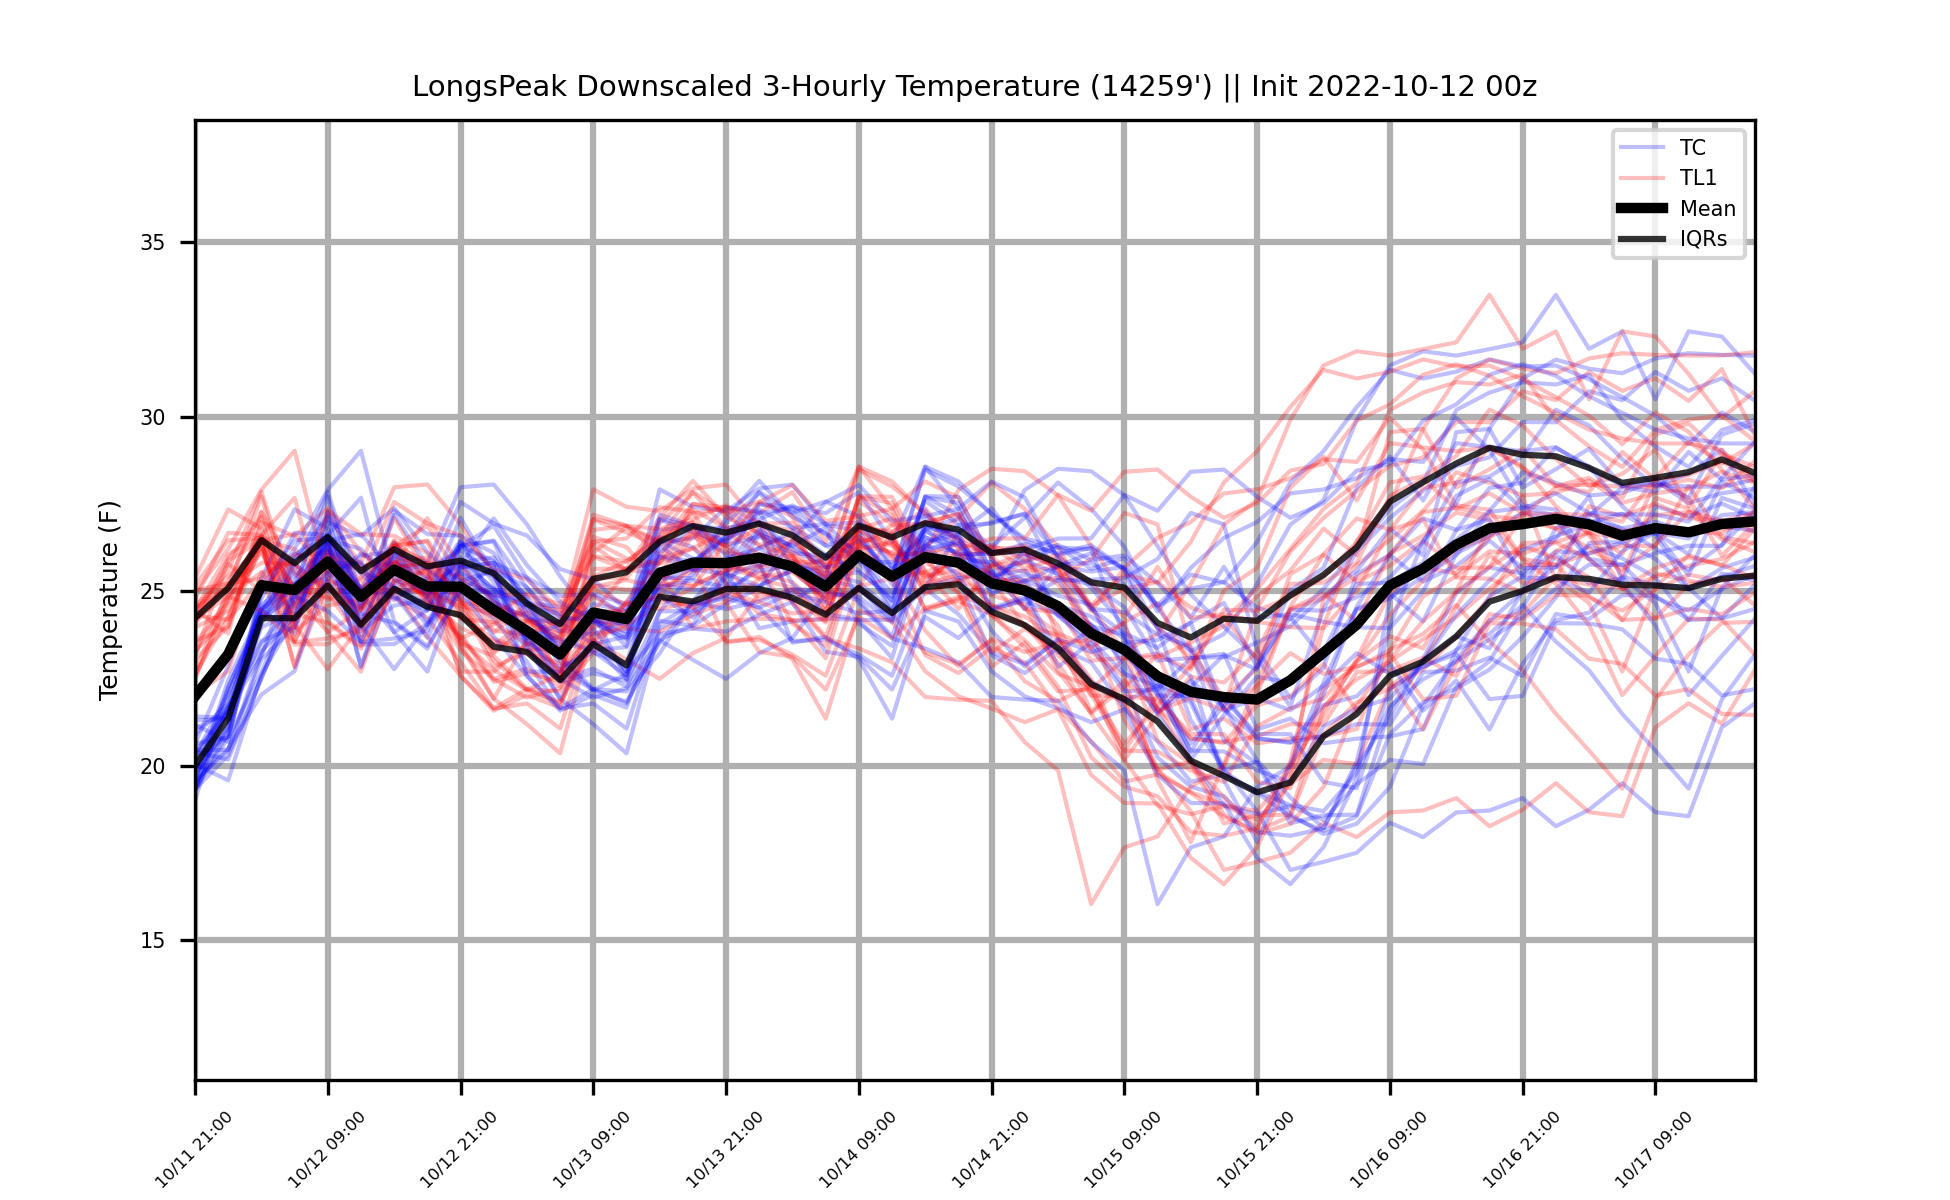 LongsPeak Downscaled 3-Hourly Temperature (14259') || Init 2022-10-12 00z
TC
TL1
Mean
IQRs
Temperature (F)
35
30
25
20
15
10/11 21:00
10/12 09:00
10/12 21:00
10/13 09:00
10/13 21:00
10/14 09:00
10/14 21:00
10/15 09:00
10/15 21:00
10/16 09:00
10/16 21:00
10/17 09:00